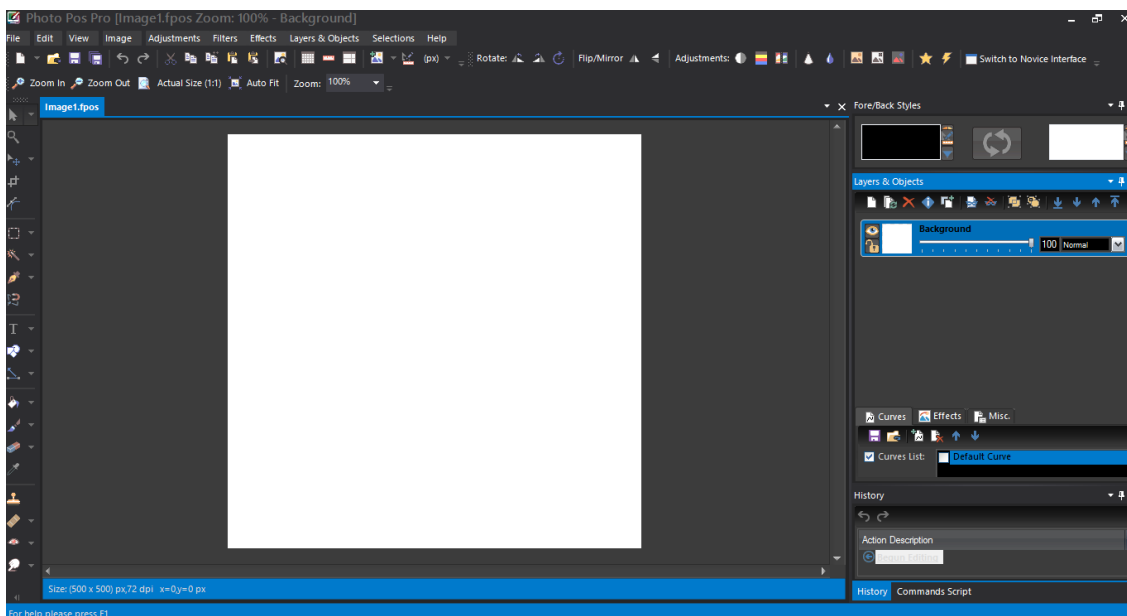 Photo Pos Pro [Image1.fpos Zoom: 100% - Background]
File Edit View Image Adjustments Filters Effects Layers & Objects Selections Help
(px) Rotate: Flip/Mirror Adjustments: Switch to Novice Interface
Zoom In Zoom Out Actual Size (1:1) Auto Fit Zoom: 100%
Image1.fpos
Fore/Back Styles
Layers & Objects
Background
100 Normal
Curves Effects Misc.
Curves List: Default Curve
History
Action Description
Begin Edition
Size: (500 x 500) px,72 dpi x=0,y=0 px
History Commands Script
For help please press F1